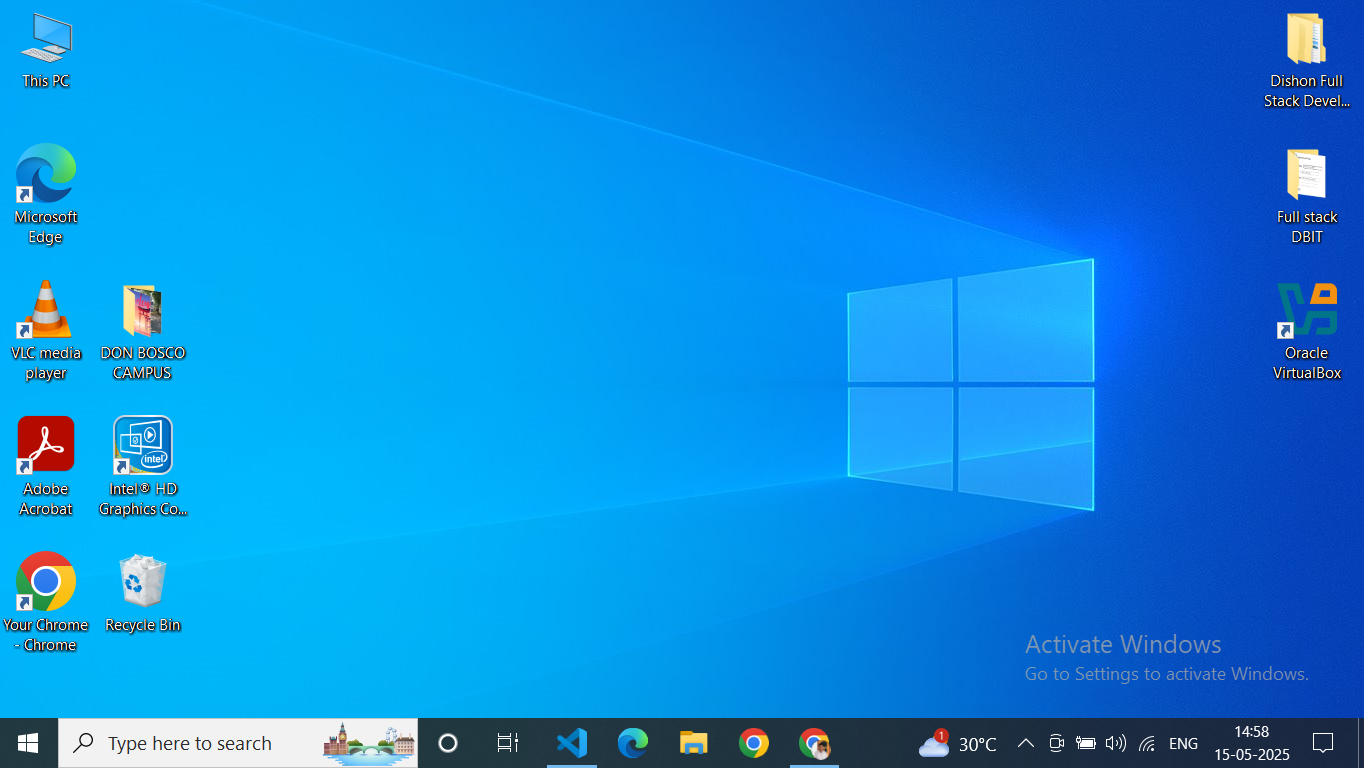 This PC
Microsoft
Edge
VLC media
player
Adobe
Acrobat
Your Chrome
- Chrome
DON BOSCO
CAMPUS
intel
Intel® HD
Graphics Co...
Recycle Bin
Dishon Full
Stack Devel...
Full stack
DBIT
Oracle
VirtualBox
Activate Windows
Go to Settings to activate Windows.
Type here to search
1
30°C
ENG
14:58
15-05-2025